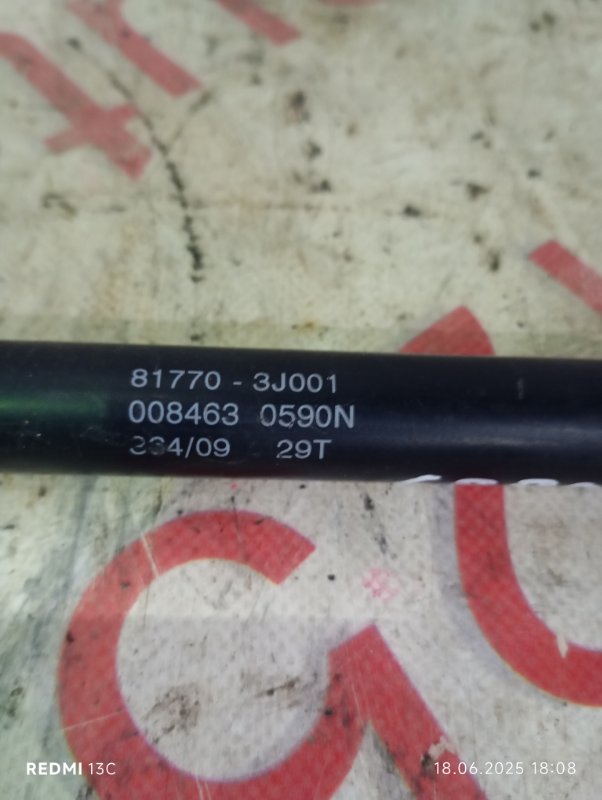 81770 - 3J001
008463 0590N
29T
REDMI 13C
18.06.2025 18:08